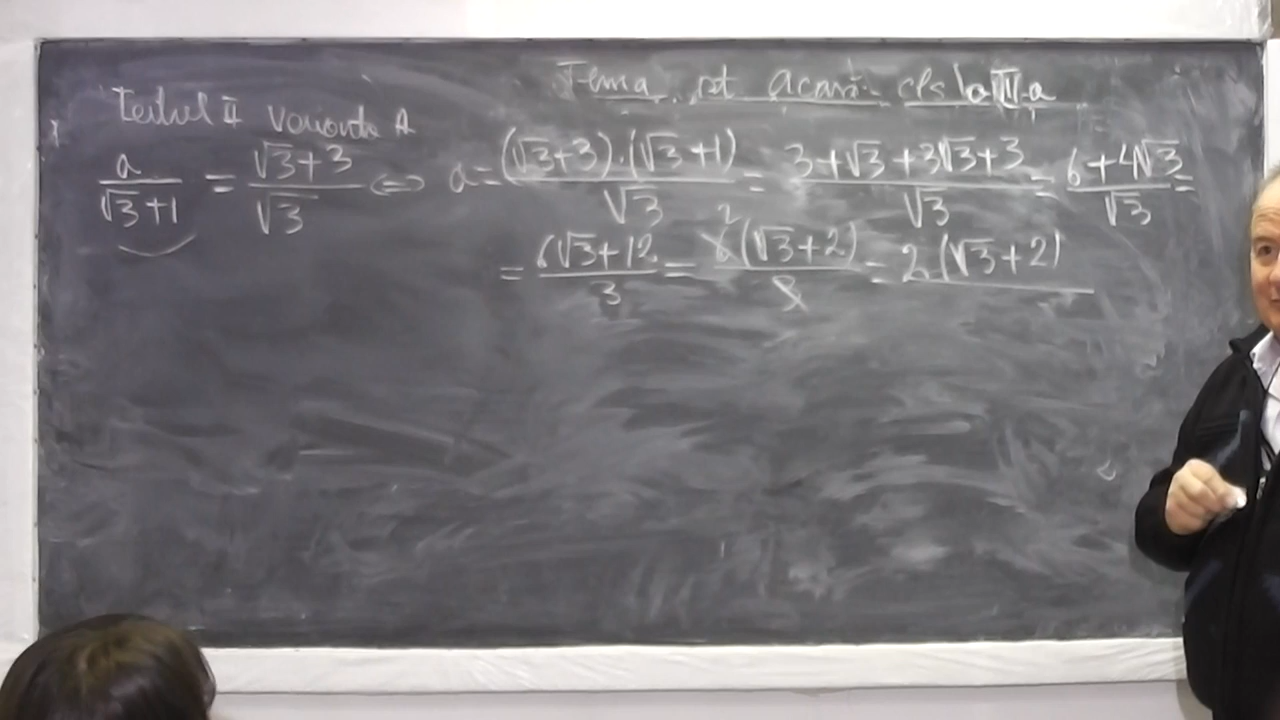 Tema pt acasă cls a VII-a
Testul II varianta A
a/(√3+1) = (√3+3)/√3 ⇔ a = ((√3+3)·(√3+1))/√3 = (3+√3+3√3+3)/√3 = (6+4√3)/√3 =
= (6√3+12)/3 = 6(√3+2)/3 = 2·(√3+2)